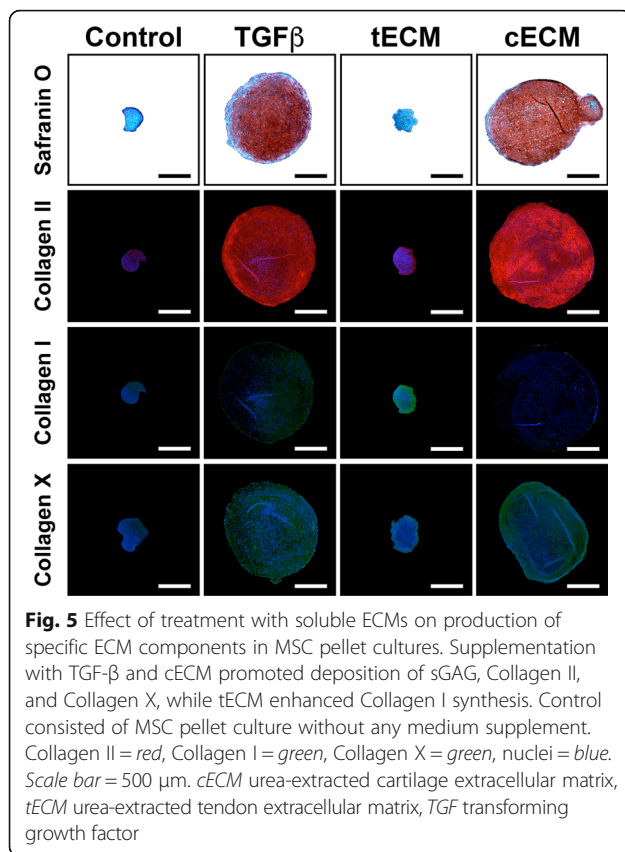 Control TGFβ tECM cECM
Safranin O
Collagen II
Collagen I
Collagen X
Fig. 5 Effect of treatment with soluble ECMs on production of
specific ECM components in MSC pellet cultures. Supplementation
with TGF-β and cECM promoted deposition of sGAG, Collagen II,
and Collagen X, while tECM enhanced Collagen I synthesis. Control
consisted of MSC pellet culture without any medium supplement.
Collagen II = red, Collagen I = green, Collagen X = green, nuclei = blue.
Scale bar = 500 μm. cECM urea-extracted cartilage extracellular matrix,
tECM urea-extracted tendon extracellular matrix, TGF transforming
growth factor